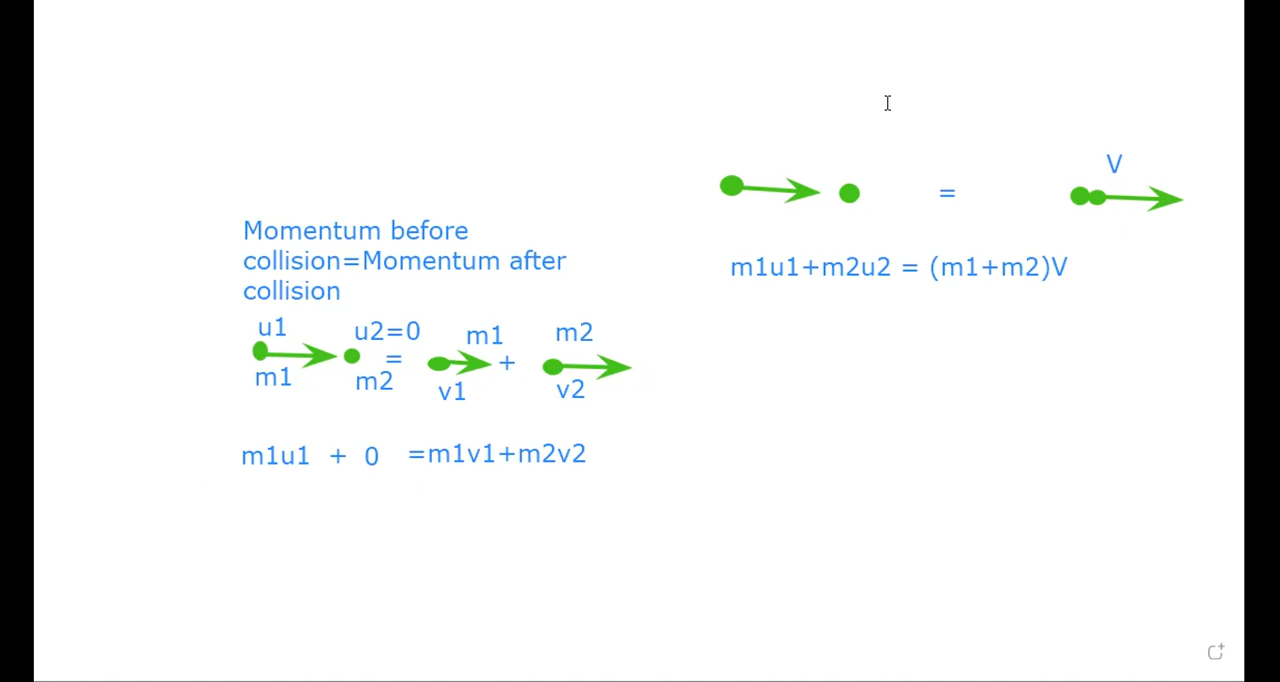 Momentum before
collision=Momentum after
collision
u1 u2=0 m1 m2
= +
m1 m2 v1 v2
m1u1 + 0 =m1v1+m2v2
V
=
m1u1+m2u2 = (m1+m2)V